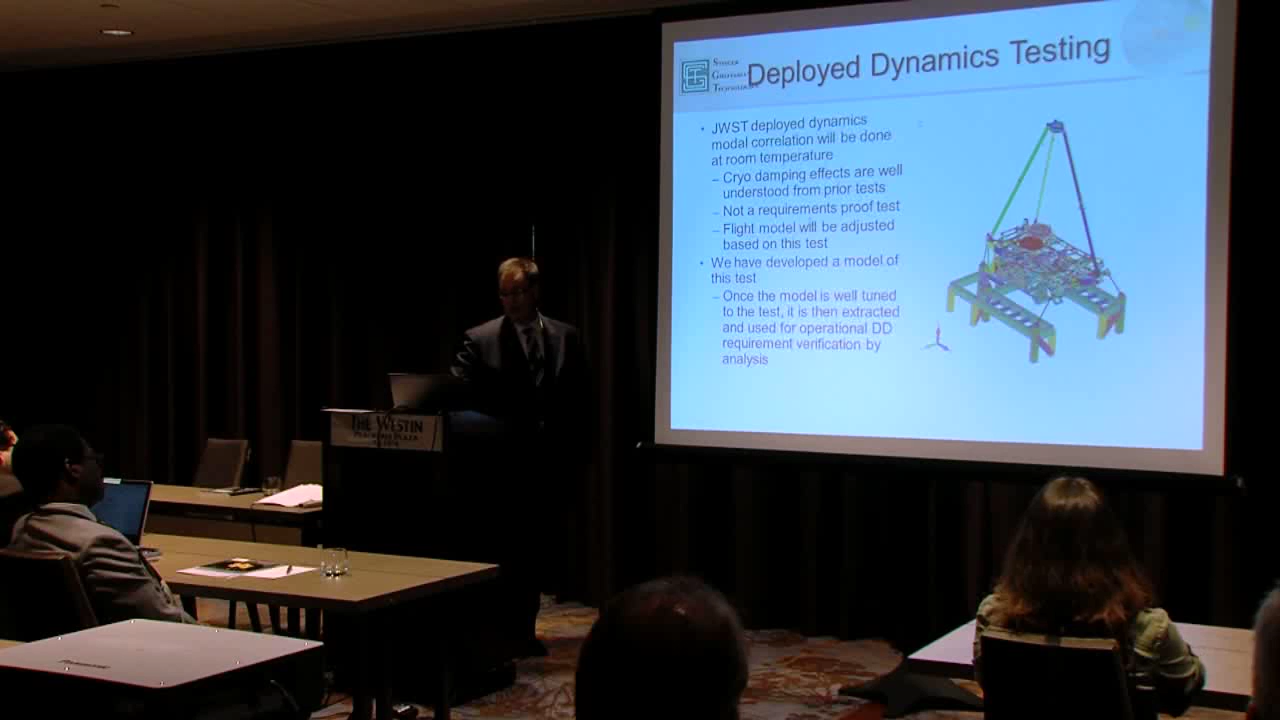 Deployed Dynamics Testing
• JWST deployed dynamics
modal correlation will be done
at room temperature
– Cryo damping effects are well
understood from prior tests
– Not a requirements proof test
– Flight model will be adjusted
based on this test
• We have developed a model of
this test
– Once the model is well tuned
to the test, it is then extracted
and used for operational DD
requirement verification by
analysis
THE WESTIN
PEACHTREE PLAZA